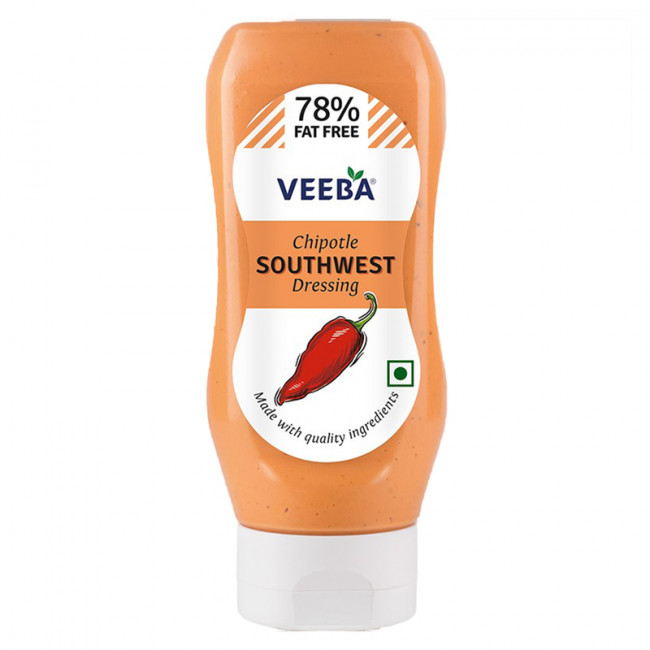 78%
FAT FREE
VEEBA®
Chipotle
SOUTHWEST
Dressing
Made with quality ingredients